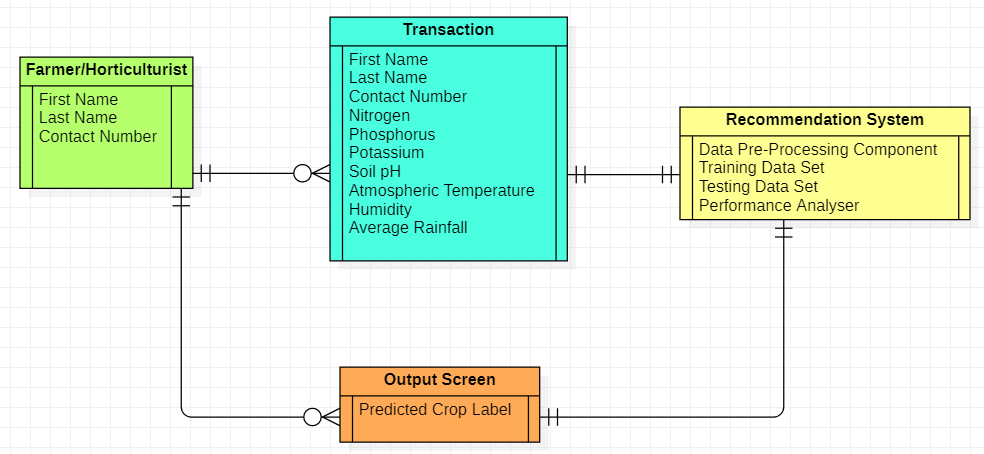 Transaction
First Name
Last Name
Contact Number
Nitrogen
Phosphorus
Potassium
Soil pH
Atmospheric Temperature
Humidity
Average Rainfall
Farmer/Horticulturist
First Name
Last Name
Contact Number
Recommendation System
Data Pre-Processing Component
Training Data Set
Testing Data Set
Performance Analyser
Output Screen
Predicted Crop Label